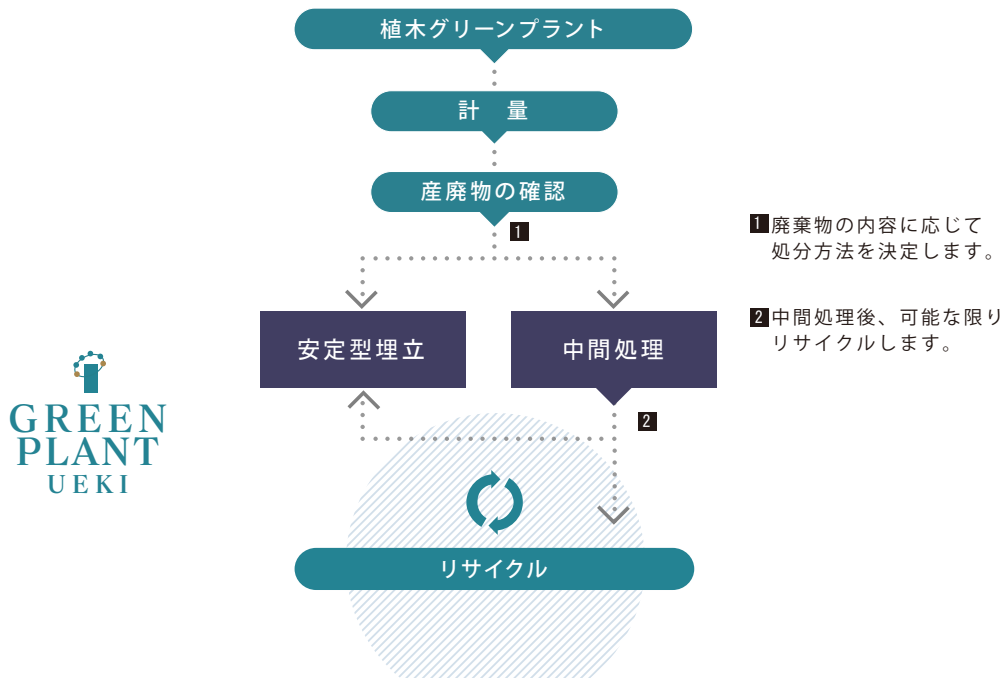 植木グリーンプラント
計　量
産廃物の確認
1
1 廃棄物の内容に応じて
処分方法を決定します。
安定型埋立
中間処理
2 中間処理後、可能な限り
リサイクルします。
2
GREEN
PLANT
UEKI
リサイクル